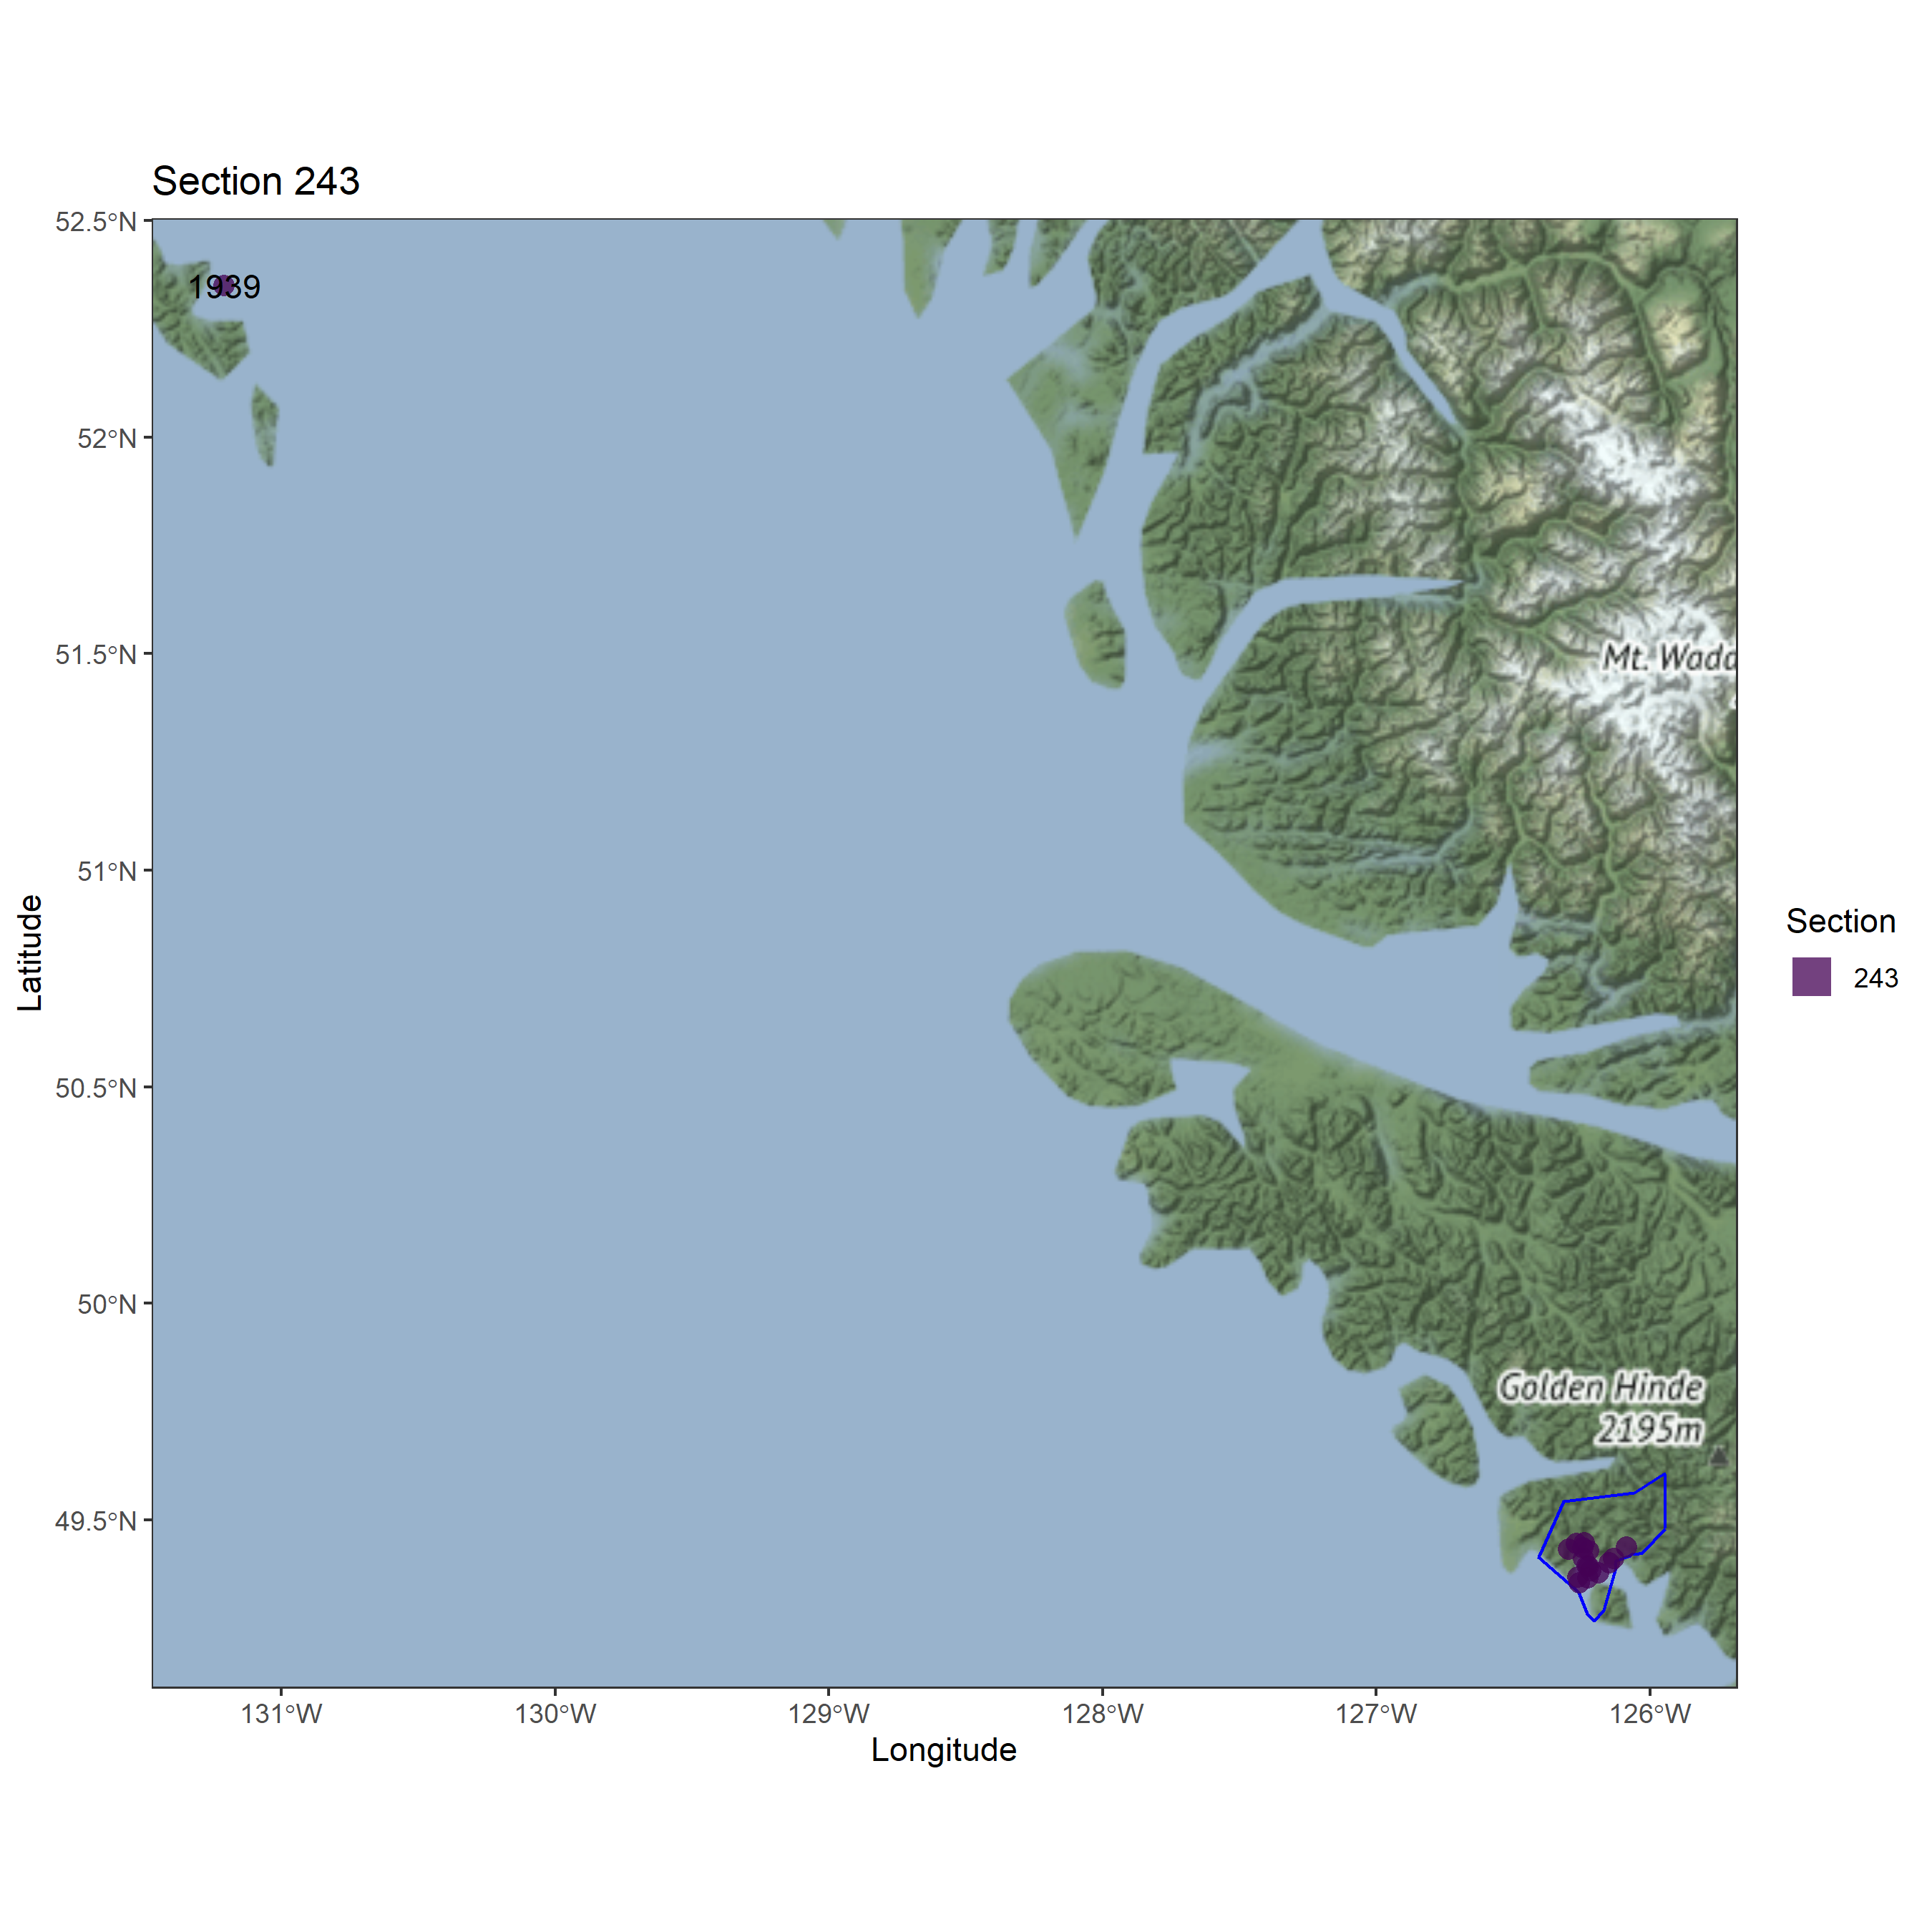 Section 243
52.5°N
52°N
51.5°N
51°N
50.5°N
50°N
49.5°N
Latitude
1939
Mt. Wadd
Golden Hinde
2195m
131°W
130°W
129°W
128°W
127°W
126°W
Longitude
Section
243